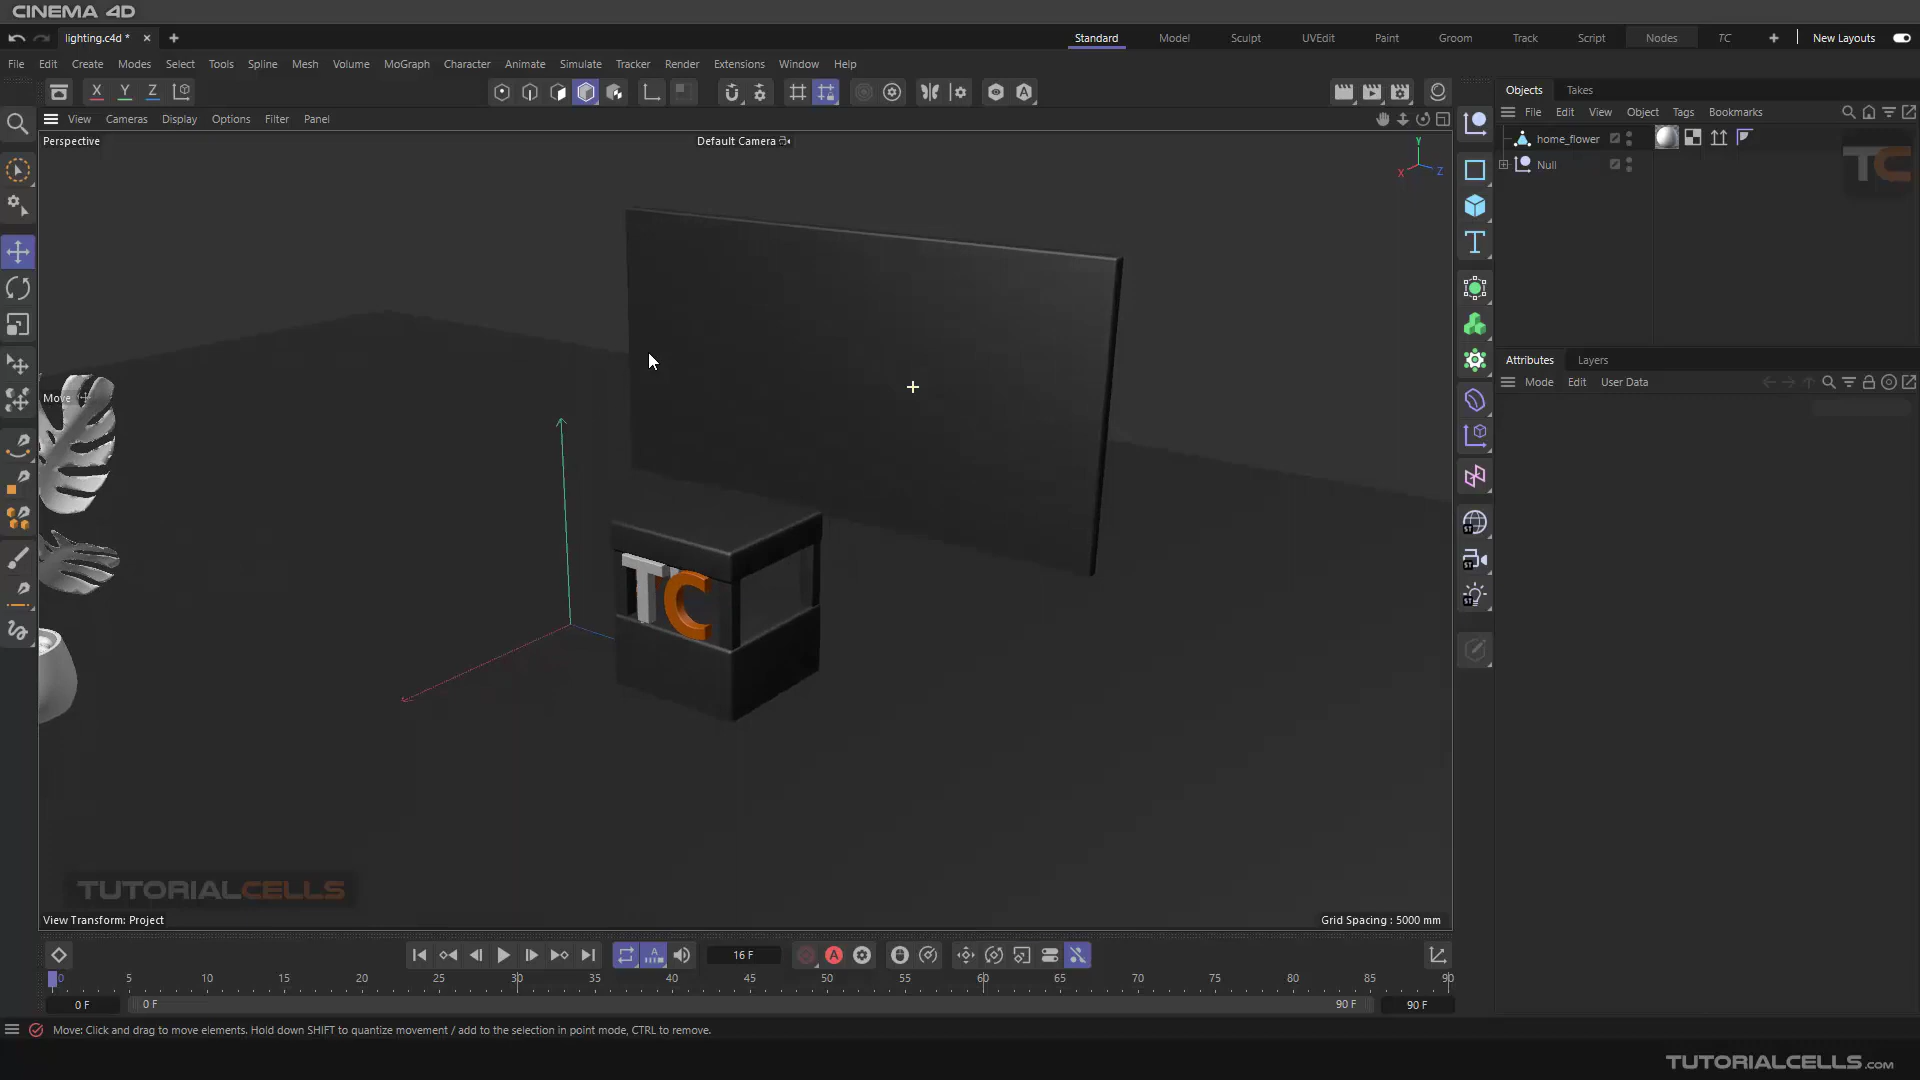 CINEMA 4D
lighting.c4d *
Standard
Model
Sculpt
UVEdit
Paint
Groom
Track
Script
Nodes
TC
New Layouts
File Edit Create Modes Select Tools Spline Mesh Volume MoGraph Character Animate Simulate Tracker Render Extensions Window Help
X Y Z
Objects Takes
View Cameras Display Options Filter Panel
File Edit View Object Tags Bookmarks
Perspective
Default Camera
Y
X
Z
home_flower
Null
TC
Attributes Layers
Mode Edit User Data
Move
TC
ST
ST
ST
TUTORIALCELLS
View Transform: Project
Grid Spacing : 5000 mm
16 F
A
0 5 10 15 20 25 30 35 40 45 50 55 60 65 70 75 80 85 90
0 F
0 F
90 F
90 F
Move: Click and drag to move elements. Hold down SHIFT to quantize movement / add to the selection in point mode, CTRL to remove.
TUTORIALCELLS.com